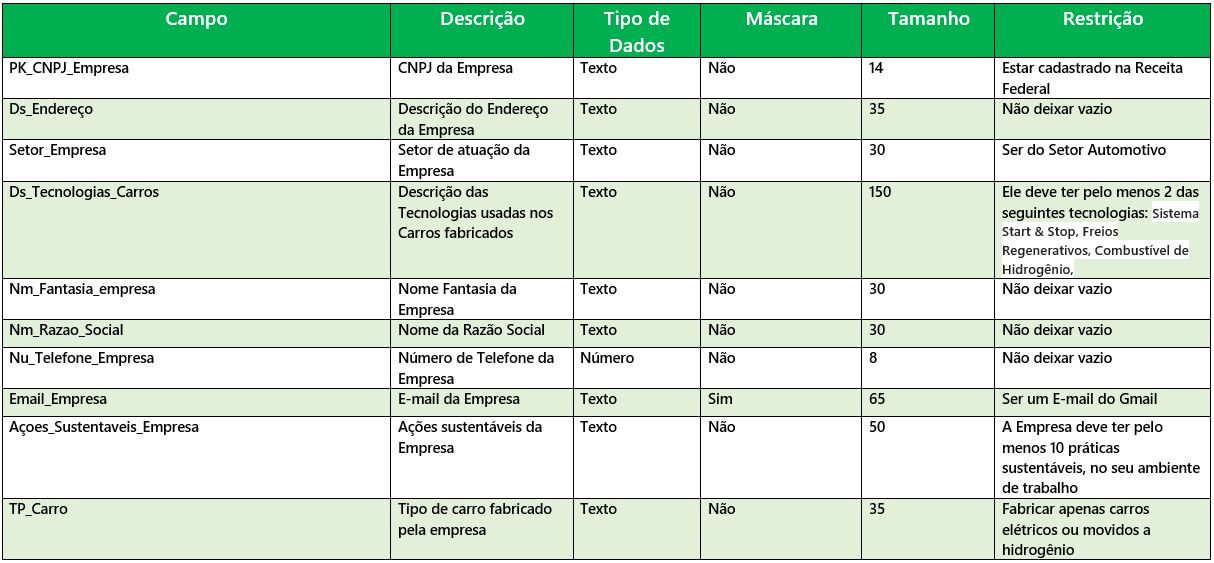 Campo Descrição Tipo de Dados Máscara Tamanho Restrição
PK_CNPJ_Empresa CNPJ da Empresa Texto Não 14 Estar cadastrado na Receita
Federal
Ds_Endereço Descrição do Endereço Texto Não 35 Não deixar vazio
da Empresa
Setor_Empresa Setor de atuação da Texto Não 30 Ser do Setor Automotivo
Empresa
Ds_Tecnologias_Carros Descrição das Texto Não 150 Ele deve ter pelo menos 2 das
Tecnologias usadas nos seguintes tecnologias: Sistema
Carros fabricados Start & Stop, Freios
Regenerativos, Combustível de
Hidrogênio,
Nm_Fantasia_empresa Nome Fantasia da Texto Não 30 Não deixar vazio
Empresa
Nm_Razao_Social Nome da Razão Social Texto Não 30 Não deixar vazio
Nu_Telefone_Empresa Número de Telefone da Número Não 8 Não deixar vazio
Empresa
Email_Empresa E-mail da Empresa Texto Sim 65 Ser um E-mail do Gmail
Açoes_Sustentaveis_Empresa Ações sustentáveis da Texto Não 50 A Empresa deve ter pelo
Empresa menos 10 práticas
sustentáveis, no seu ambiente
de trabalho
TP_Carro Tipo de carro fabricado Texto Não 35 Fabricar apenas carros
pela empresa elétricos ou movidos a
hidrogênio